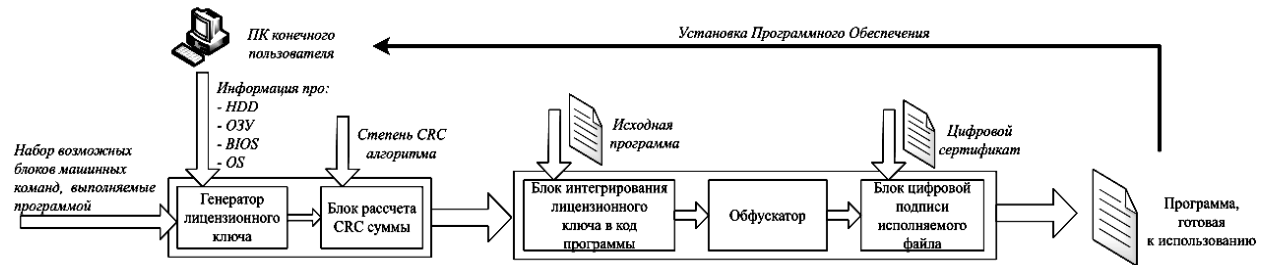 ПК конечного
пользователя
Установка Программного Обеспечения
Информация про:
- HDD
- ОЗУ
- BIOS
- OS
Степень CRC
алгоритма
Исходная
программа
Цифровой
сертификат
Набор возможных
блоков машинных
команд, выполняемые
программой
Генератор
лицензионного
ключа
Блок рассчета
CRC суммы
Блок интегрирования
лицензионного
ключа в код
программы
Обфускатор
Блок цифровой
подписи
исполняемого
файла
Программа,
готовая
к использованию